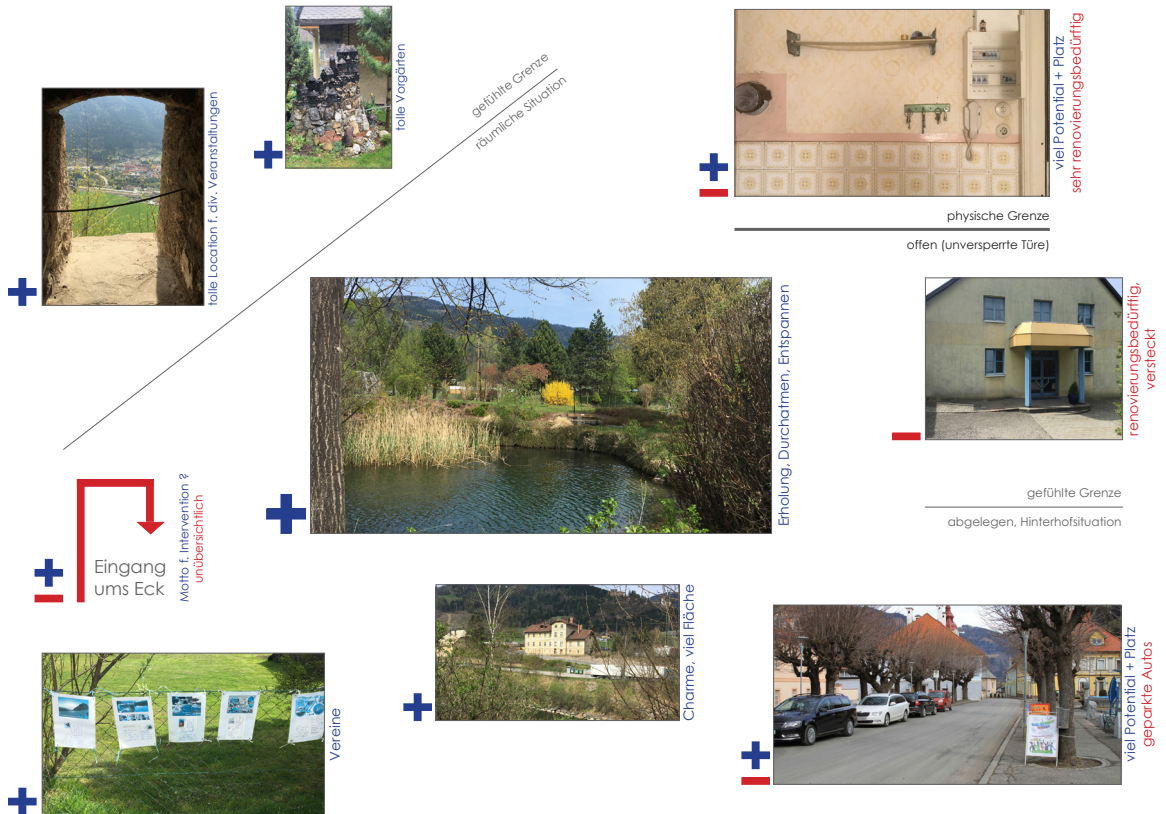 tolle Location f. div. Veranstaltungen
tolle Vorgärten
gefühlte Grenze
räumliche Situation
viel Potential + Platz
sehr renovierungsbedürftig
physische Grenze
offen (unversperrte Türe)
Erholung, Durchatmen, Entspannen
renovierungsbedürftig,
versteckt
gefühlte Grenze
abgelegen, Hinterhofsituation
Eingang
ums Eck
Motto f. Intervention ?
unübersichtlich
Vereine
Charme, viel Fläche
viel Potential + Platz
geparkte Autos